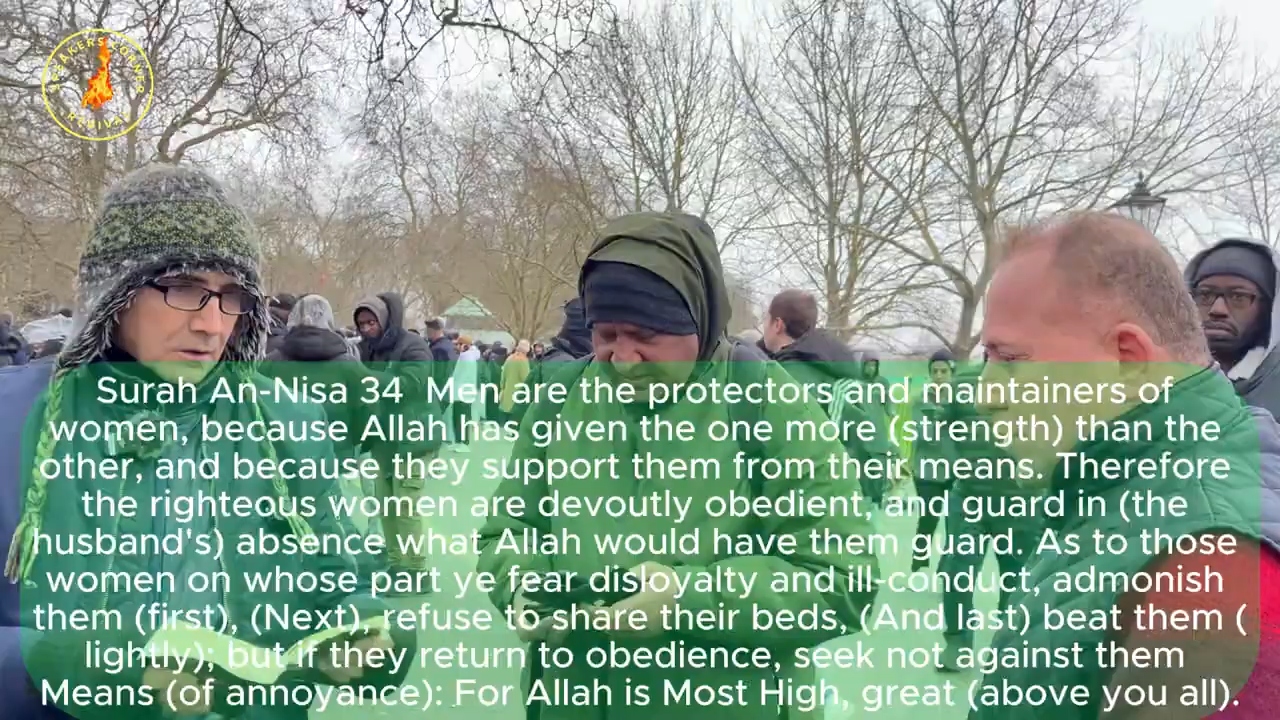 SPEAKERS CORNER
REVIVAL
Surah An-Nisa 34 Men are the protectors and maintainers of
women, because Allah has given the one more (strength) than the
other, and because they support them from their means. Therefore
the righteous women are devoutly obedient, and guard in (the
husband's) absence what Allah would have them guard. As to those
women on whose part ye fear disloyalty and ill-conduct, admonish
them (first), (Next), refuse to share their beds, (And last) beat them (
lightly); but if they return to obedience, seek not against them
Means (of annoyance): For Allah is Most High, great (above you all).